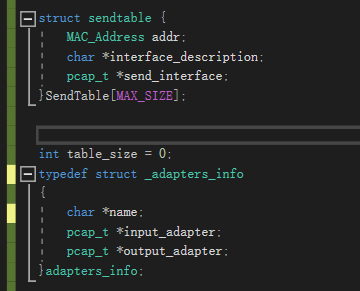 struct sendtable {
MAC_Address addr;
char *interface_description;
pcap_t *send_interface;
}SendTable[MAX_SIZE];
int table_size = 0;
typedef struct _adapters_info
{
char *name;
pcap_t *input_adapter;
pcap_t *output_adapter;
}adapters_info;